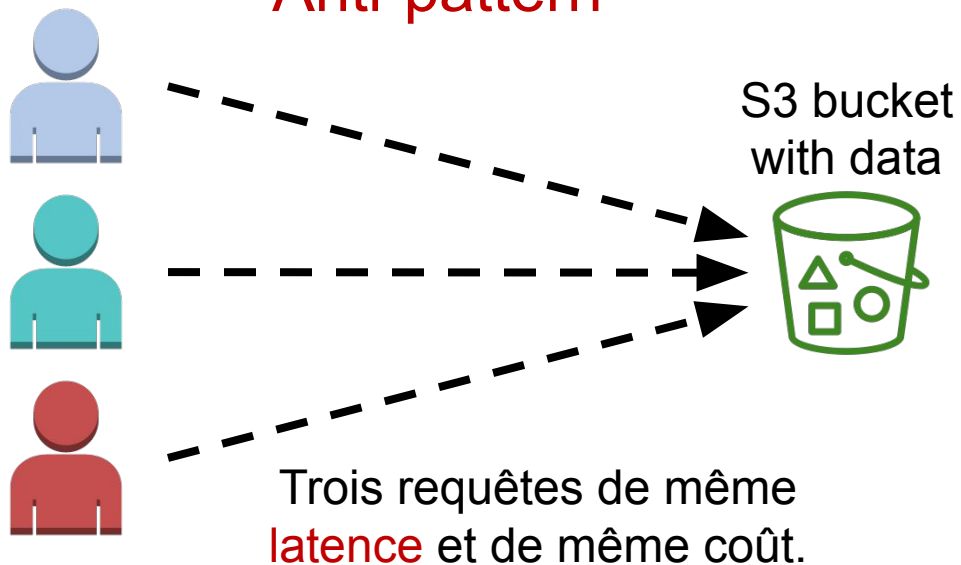 Anti-pattern
S3 bucket
with data
Trois requêtes de même
latence et de même coût.